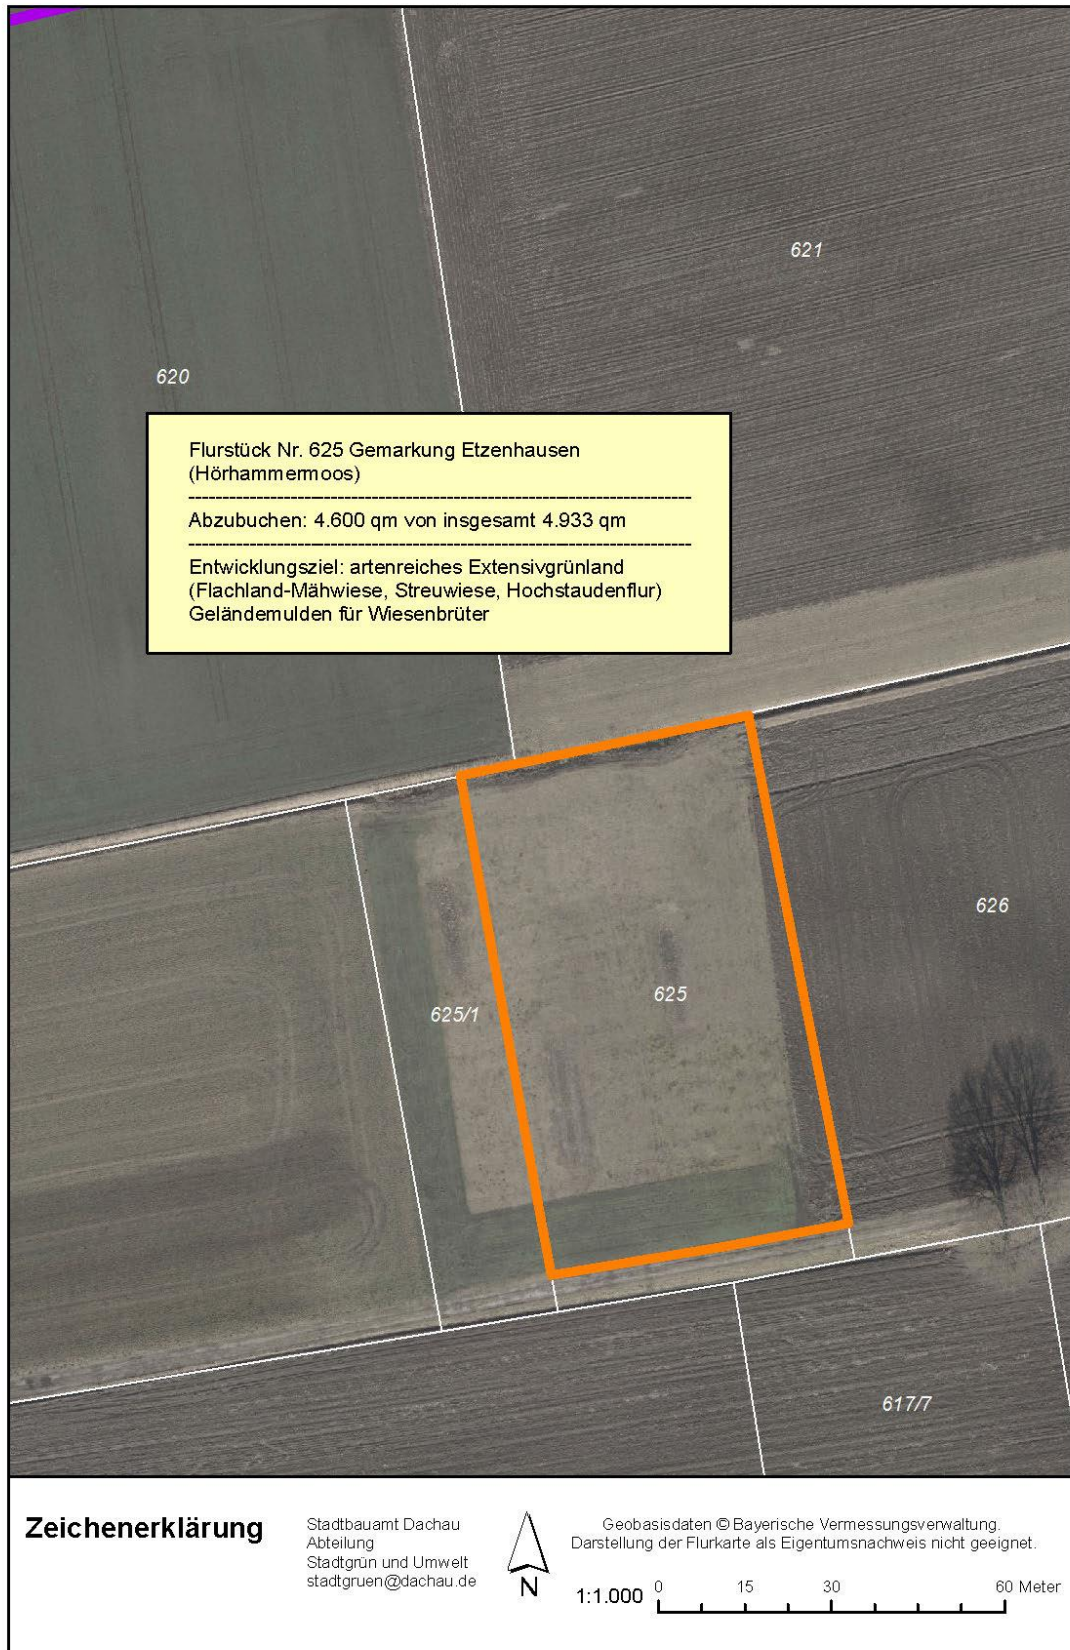 621
620
Flurstück Nr. 625 Gemarkung Etzenhausen
(Hörhammermoos)
Abzubuchen: 4.600 qm von insgesamt 4.933 qm
Entwicklungsziel: artenreiches Extensivgrünland
(Flachland-Mähwiese, Streuwiese, Hochstaudenflur)
Geländemulden für Wiesenbrüter
626
625
625/1
617/7
Zeichenerklärung
Stadtbauamt Dachau
Abteilung
Stadtgrün und Umwelt
stadtgruen@dachau.de
N
Geobasisdaten © Bayerische Vermessungsverwaltung.
Darstellung der Flurkarte als Eigentumsnachweis nicht geeignet.
1:1.000 0 15 30 60 Meter